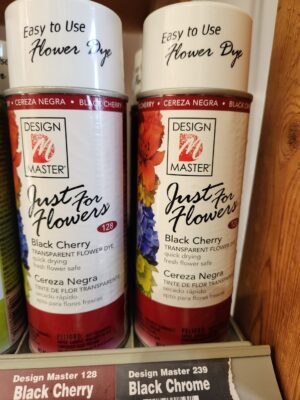 Easy to Use
Flower Dye
• CEREZA NEGRA • BLACK CHERRY
DESIGN
M
MASTER®
Just For
Flowers
128
Black Cherry
TRANSPARENT FLOWER DYE
quick drying
fresh flower safe
Cereza Negra
TINTE DE FLOR TRANSPARENTE
secado rápido
apto para flores frescas
PELIGRO
Easy to Use
Flower Dye
• CEREZA NEGRA • BLACK CHERRY
DESIGN
M
MASTER®
Just For
Flowers
Black Cherry
TRANSPARENT FLOWER DYE
quick drying
fresh flower safe
Cereza Negra
TINTE DE FLOR TRANSPARENTE
secado rápido
apto para flores frescas
PELIGRO
Design Master 128
Black Cherry
Design Master 239
Black Chrome